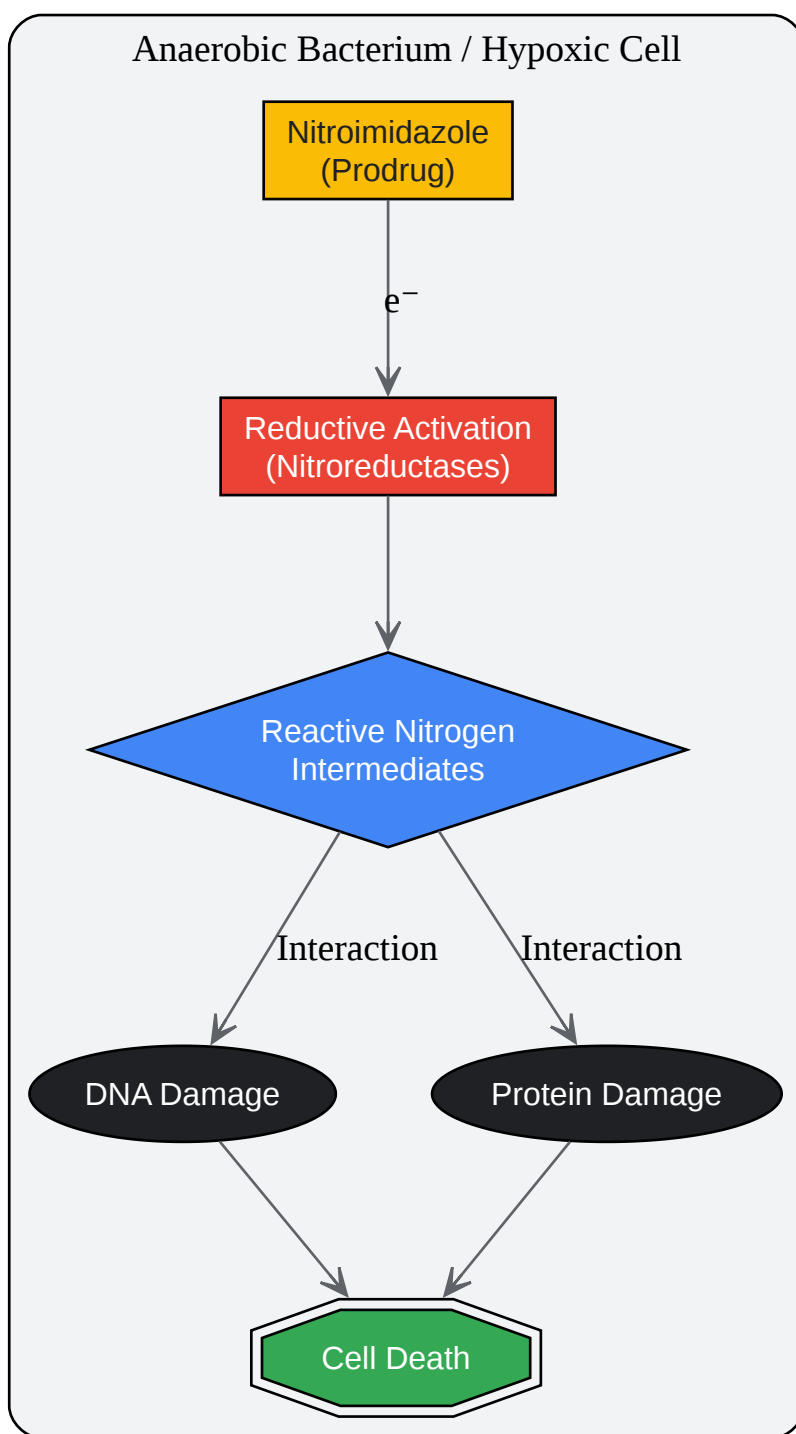 Anaerobic Bacterium / Hypoxic Cell
Nitroimidazole
(Prodrug)
e⁻
Reductive Activation
(Nitroreductases)
Reactive Nitrogen
Intermediates
Interaction
Interaction
DNA Damage
Protein Damage
Cell Death